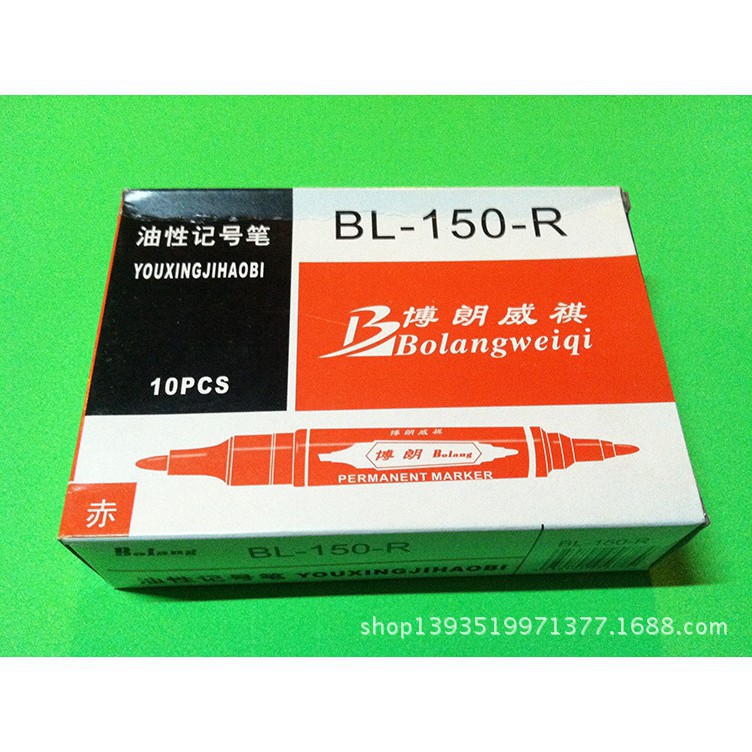 油性记号笔
YOUXINGJIHAOBI
10PCS
BL-150-R
B 博朗威祺
Bolangweiqi
博朗威祺
博朗 Bolang
PERMANENT MARKER
赤
Bolang BL-150-R
油性记号笔 YOUXINGJIHAOBI
BL-150-R
shop1393519971377.1688.com